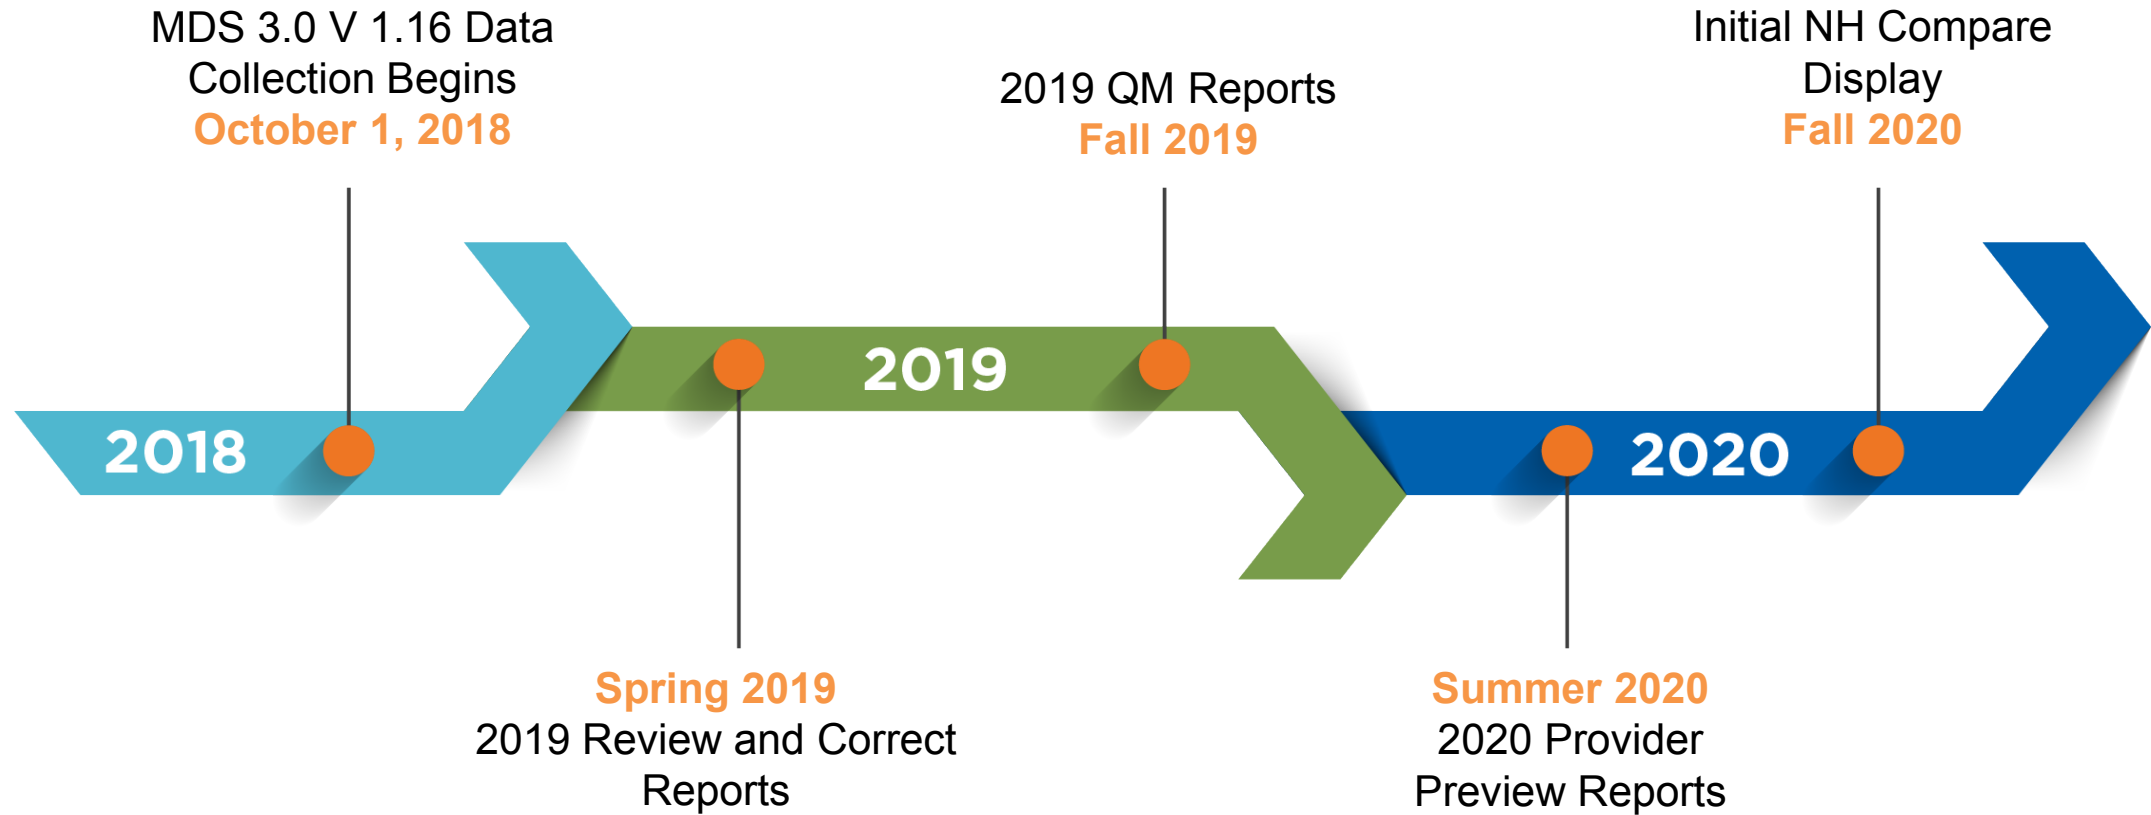 MDS 3.0 V 1.16 Data
Collection Begins
October 1, 2018
2019 QM Reports
Fall 2019
Initial NH Compare
Display
Fall 2020
2018
2019
2020
Spring 2019
2019 Review and Correct
Reports
Summer 2020
2020 Provider
Preview Reports